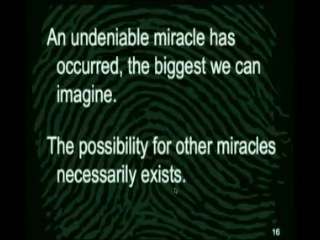 An undeniable miracle has
occurred, the biggest we can
imagine.
The possibility for other miracles
necessarily exists.
16